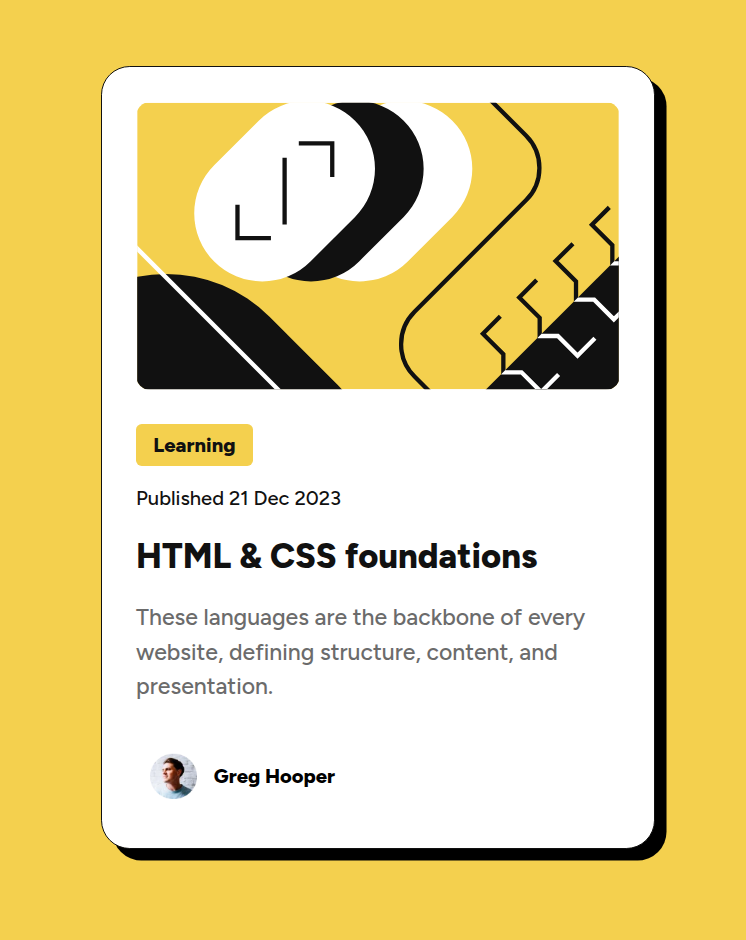 Learning
Published 21 Dec 2023
HTML & CSS foundations
These languages are the backbone of every
website, defining structure, content, and
presentation.
Greg Hooper